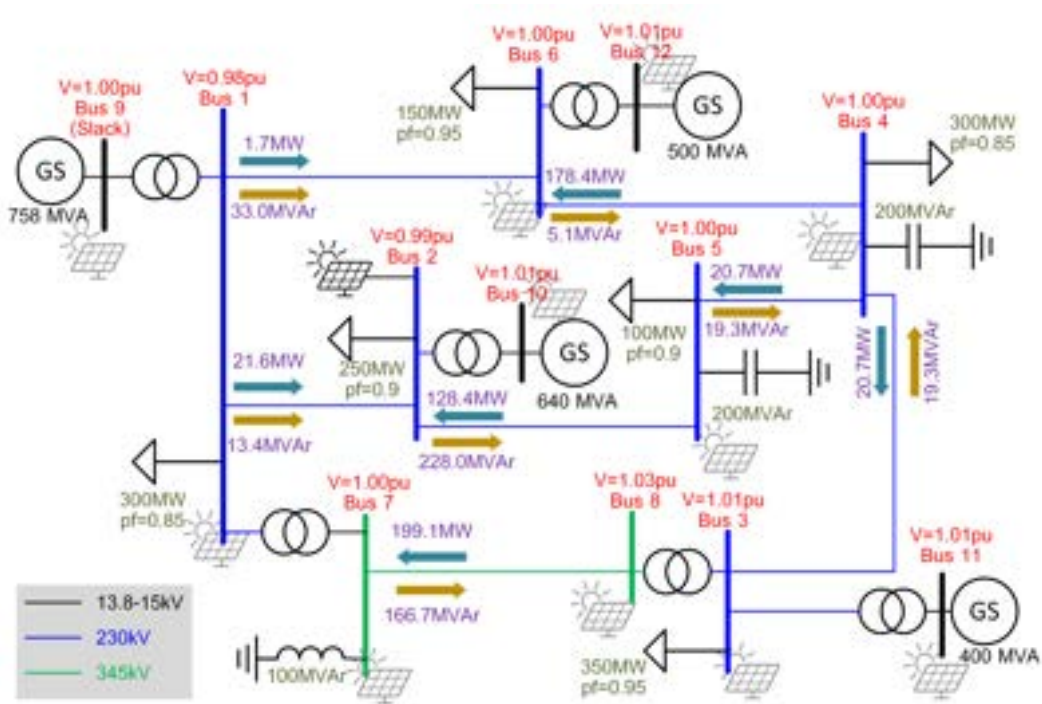 V=1.00pu
Bus 9
(Slack)
GS
758 MVA
V=0.98pu
Bus 1
1.7MW
33.0MVAr
V=1.00pu
Bus 6
150MW
pf=0.95
V=1.01pu
Bus 12
GS
500 MVA
V=1.00pu
Bus 4
300MW
pf=0.85
200MVAr
178.4MW
5.1MVAr
V=0.99pu
Bus 2
V=1.01pu
Bus 10
GS
640 MVA
250MW
pf=0.9
V=1.00pu
Bus 5
20.7MW
19.3MVAr
100MW
pf=0.9
200MVAr
20.7MW
19.3MVAr
21.6MW
13.4MVAr
128.4MW
228.0MVAr
300MW
pf=0.85
V=1.00pu
Bus 7
199.1MW
166.7MVAr
100MVAr
V=1.03pu
Bus 8
V=1.01pu
Bus 3
350MW
pf=0.95
V=1.01pu
Bus 11
GS
400 MVA
13.8-15kV
230kV
345kV